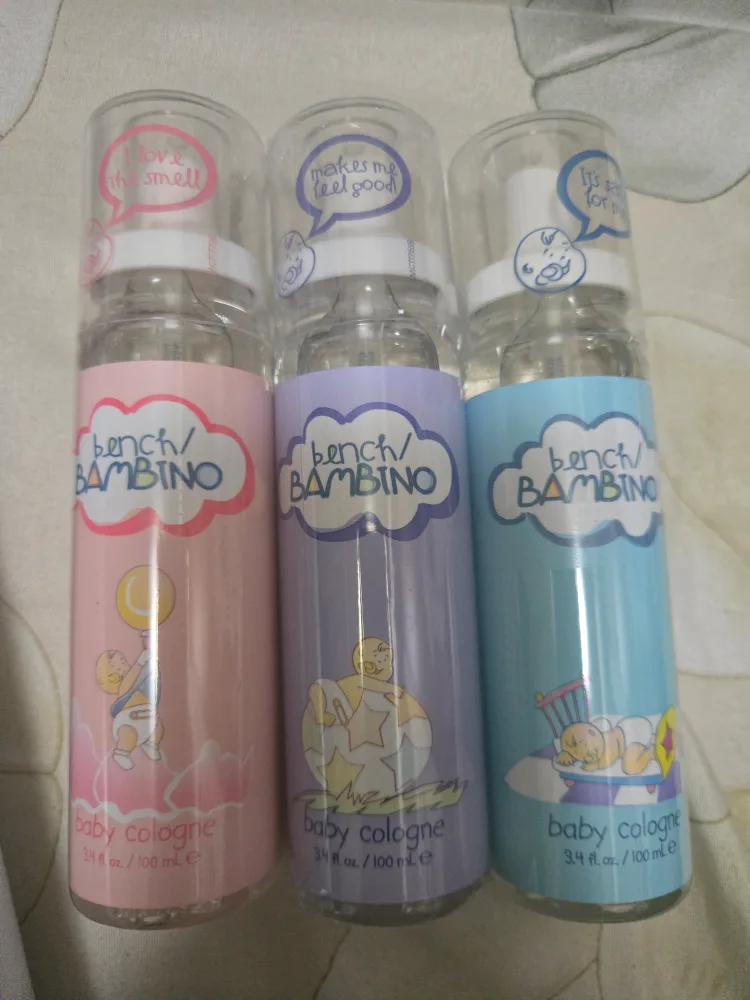 I love
the smell
makes me
feel good
It's
for
bench/
BAMBINO
bench/
BAMBINO
bench/
BAMBINO
baby cologne
3.4 fl. oz. / 100 mL e
baby cologne
3.4 fl. oz. / 100 mL e
baby cologne
3.4 fl. oz. / 100 mL e